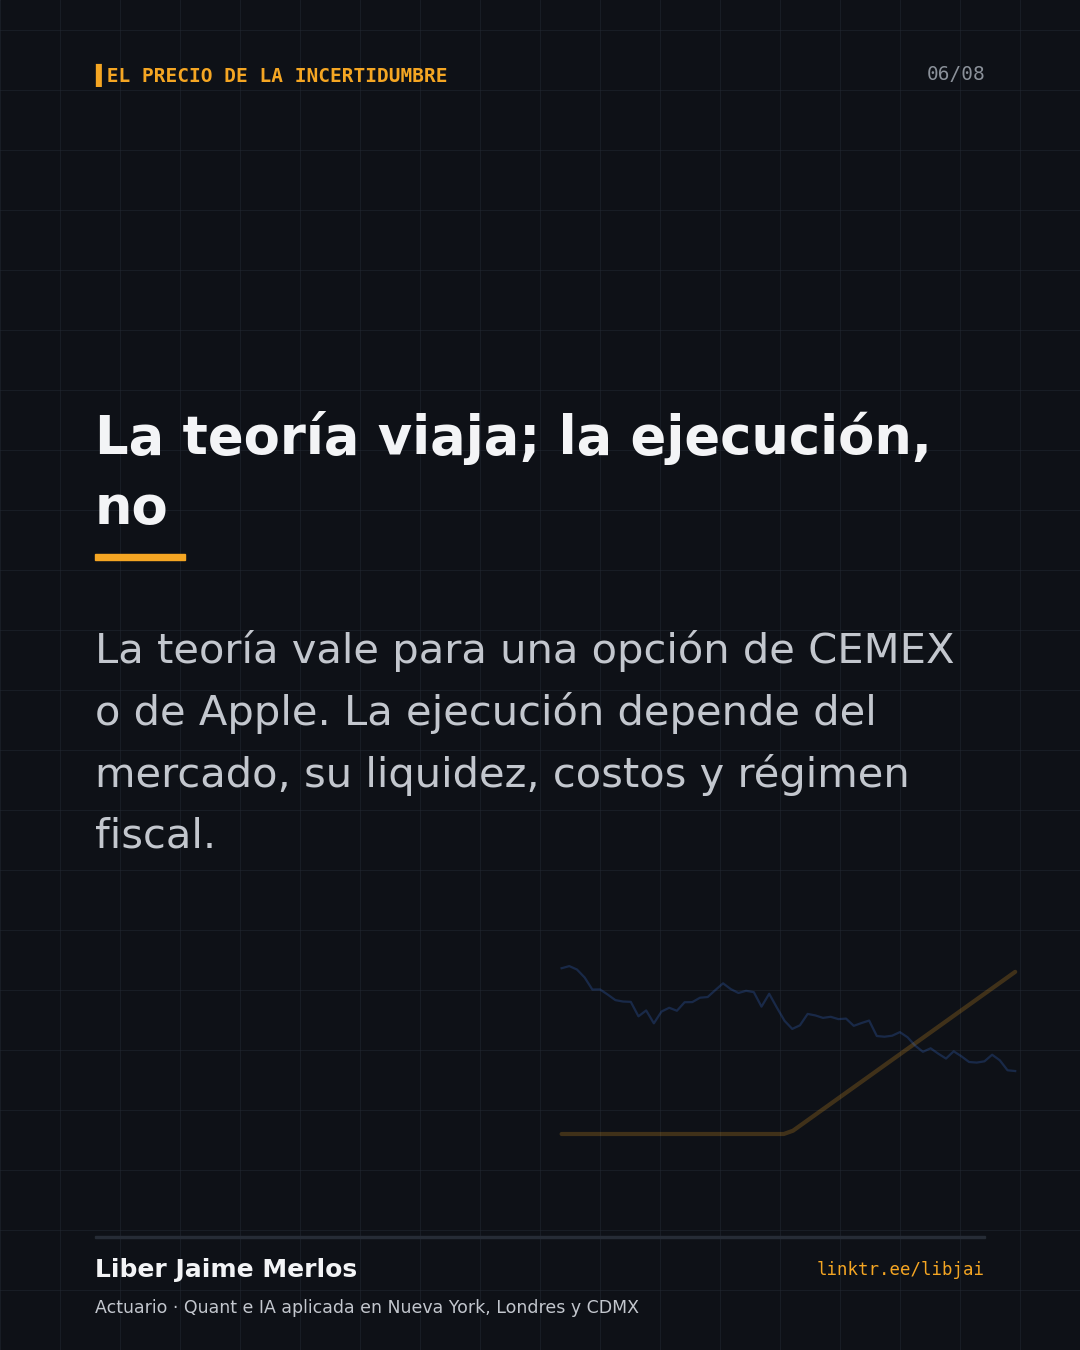 EL PRECIO DE LA INCERTIDUMBRE
06/08
La teoría viaja; la ejecución,
no
La teoría vale para una opción de CEMEX
o de Apple. La ejecución depende del
mercado, su liquidez, costos y régimen
fiscal.
Liber Jaime Merlos
linktr.ee/libjai
Actuario · Quant e IA aplicada en Nueva York, Londres y CDMX